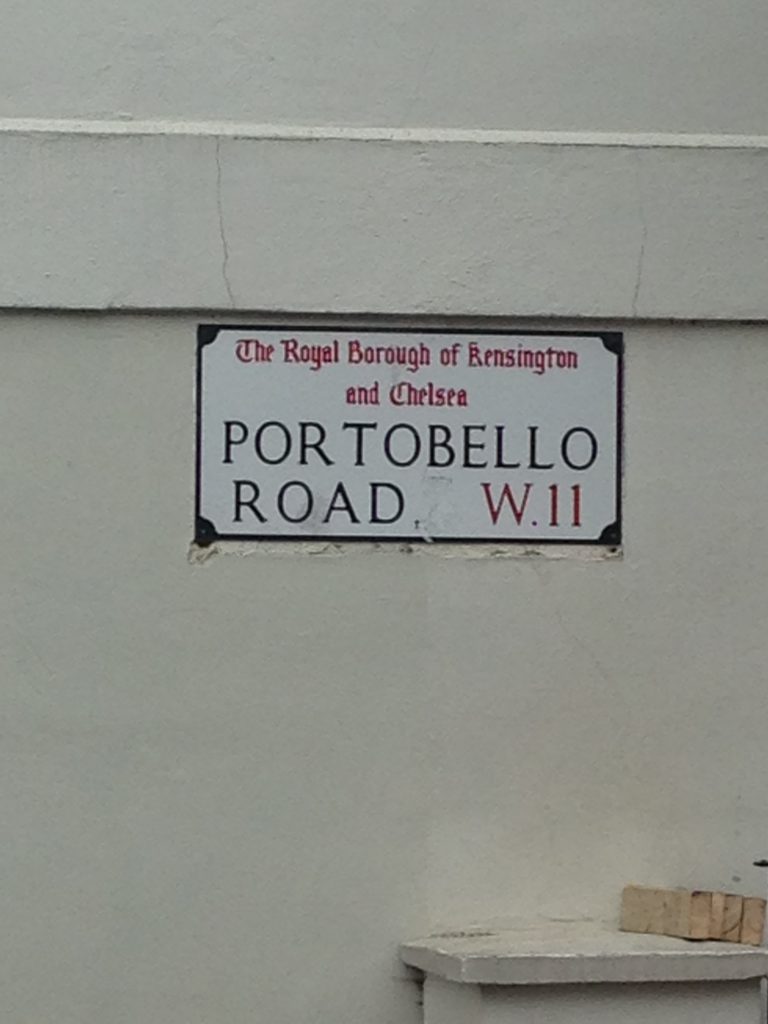 The Royal Borough of Kensington
and Chelsea
PORTOBELLO
ROAD, W.11